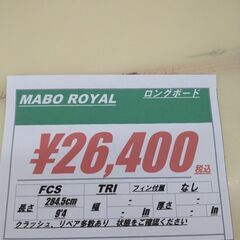 MABO ROYAL ロングボード
¥26,400 税込
FCS TRI フィン付属 なし
長さ 284.5cm 幅 - 厚さ -
9'4 - in - in
クラッシュ、リペア多数あり 状態をご確認ください